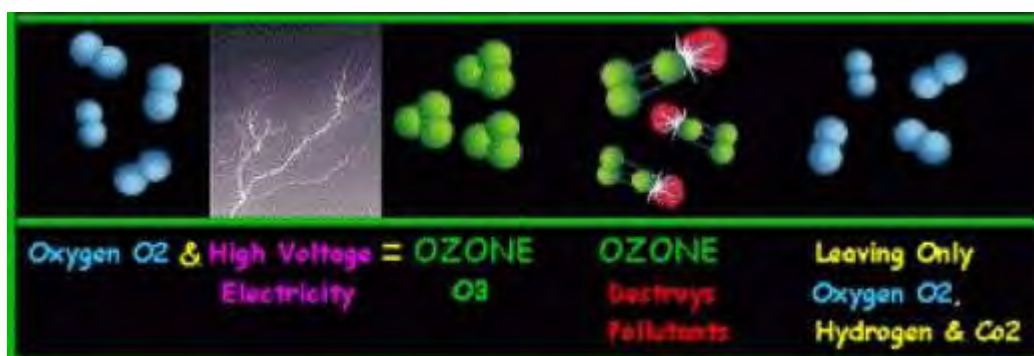 Oxygen O2 & High Voltage = OZONE OZONE Leaving Only
Electricity O3 Destroys Oxygen O2,
Pollutants Hydrogen & Co2